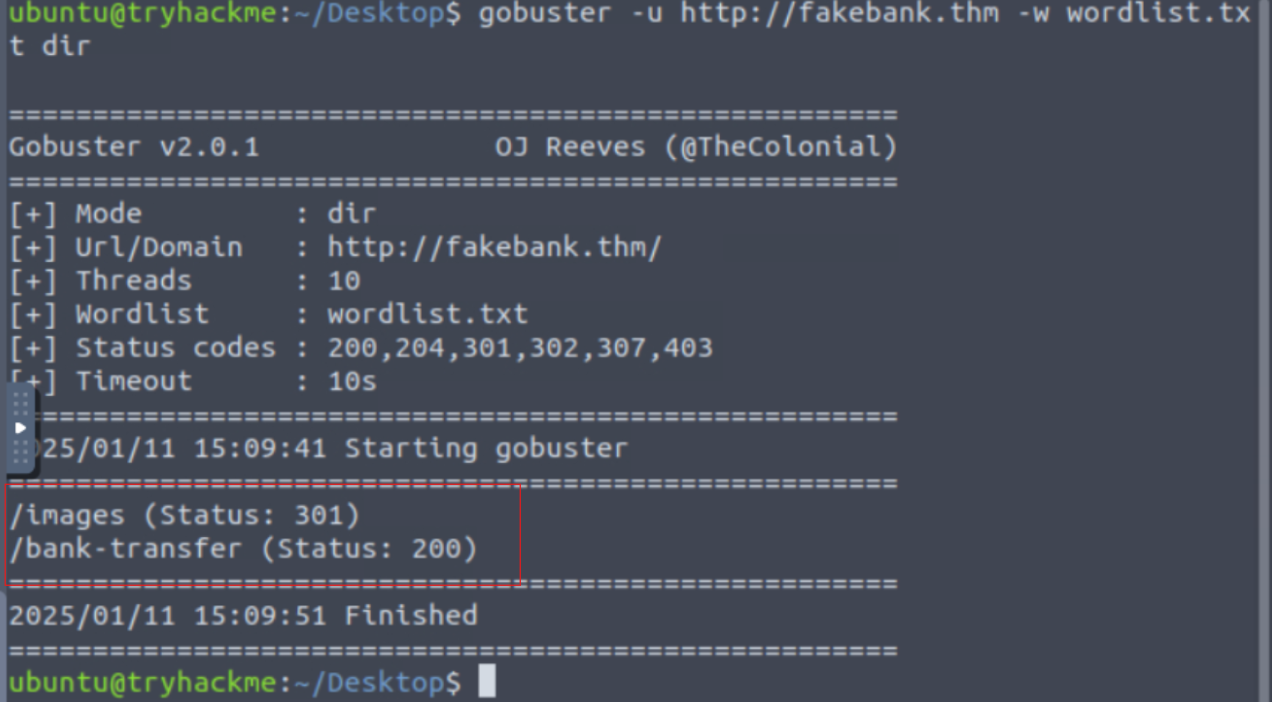 ubuntu@tryhackme:~/Desktop$ gobuster -u http://fakebank.thm -w wordlist.tx
t dir
=====================================================
Gobuster v2.0.1              OJ Reeves (@TheColonial)
=====================================================
[+] Mode         : dir
[+] Url/Domain   : http://fakebank.thm/
[+] Threads      : 10
[+] Wordlist     : wordlist.txt
[+] Status codes : 200,204,301,302,307,403
[+] Timeout      : 10s
=====================================================
2025/01/11 15:09:41 Starting gobuster
=====================================================
/images (Status: 301)
/bank-transfer (Status: 200)
=====================================================
2025/01/11 15:09:51 Finished
=====================================================
ubuntu@tryhackme:~/Desktop$